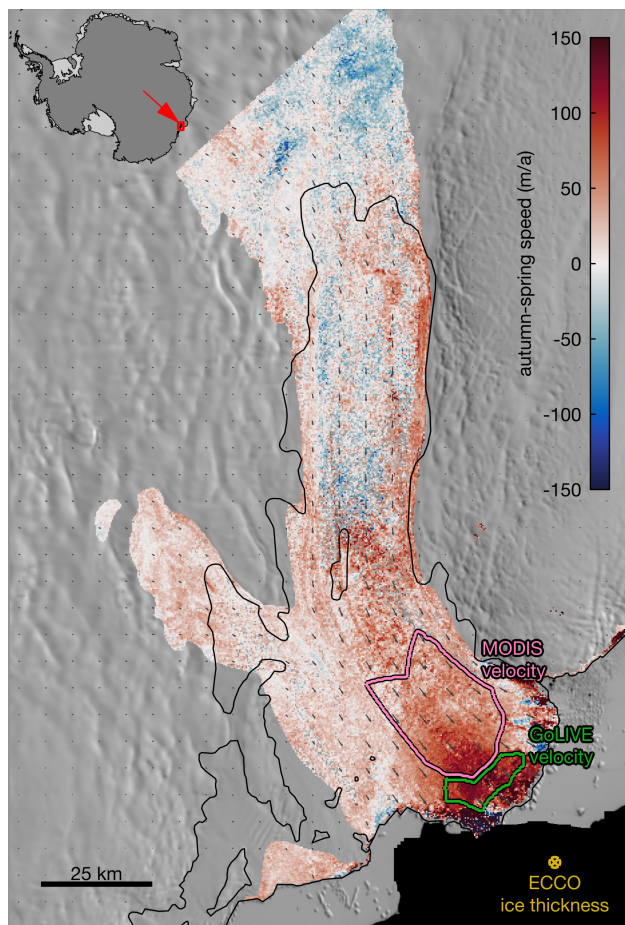 150
100
50
0
-50
-100
-150
autumn-spring speed (m/a)
MODIS
velocity
GoLIVE
velocity
25 km
ECCO
ice thickness